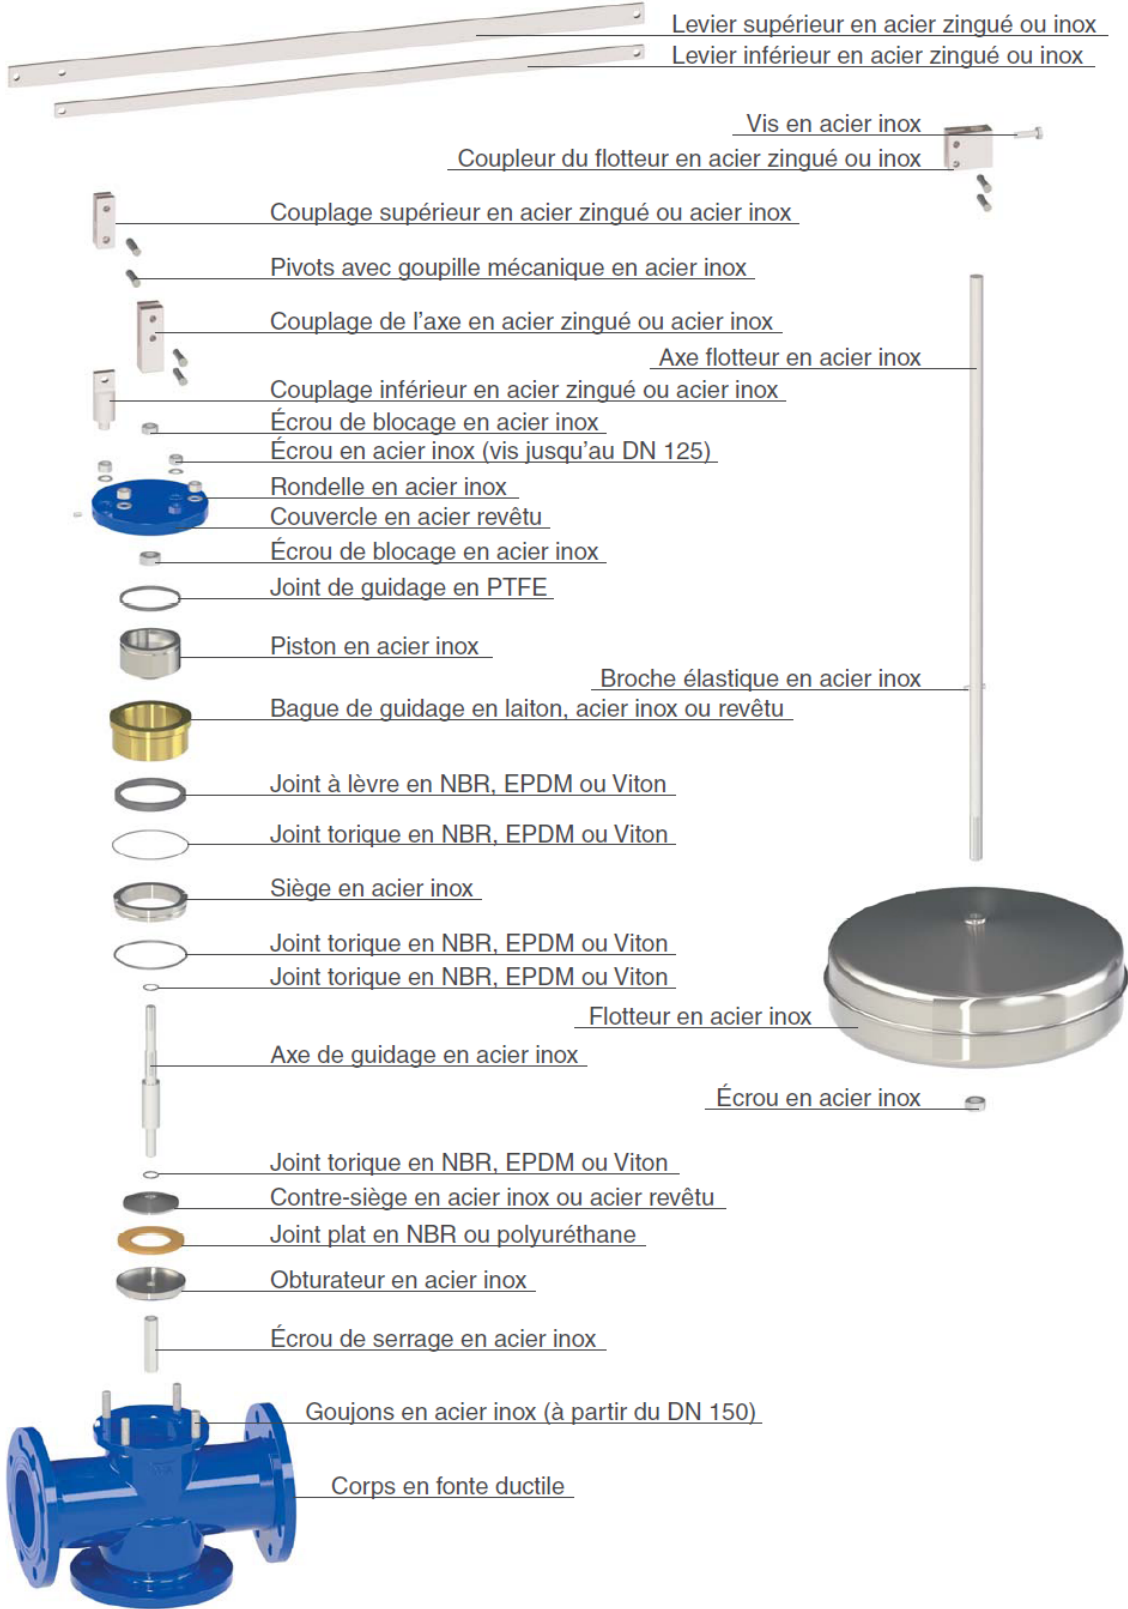 Levier supérieur en acier zingué ou inox
Levier inférieur en acier zingué ou inox
Vis en acier inox
Coupleur du flotteur en acier zingué ou inox
Couplage supérieur en acier zingué ou acier inox
Pivots avec goupille mécanique en acier inox
Couplage de l'axe en acier zingué ou acier inox
Axe flotteur en acier inox
Couplage inférieur en acier zingué ou acier inox
Écrou de blocage en acier inox
Écrou en acier inox (vis jusqu'au DN 125)
Rondelle en acier inox
Couvercle en acier revêtu
Écrou de blocage en acier inox
Joint de guidage en PTFE
Piston en acier inox
Broche élastique en acier inox
Bague de guidage en laiton, acier inox ou revêtu
Joint à lèvre en NBR, EPDM ou Viton
Joint torique en NBR, EPDM ou Viton
Siège en acier inox
Joint torique en NBR, EPDM ou Viton
Joint torique en NBR, EPDM ou Viton
Flotteur en acier inox
Axe de guidage en acier inox
Écrou en acier inox
Joint torique en NBR, EPDM ou Viton
Contre-siège en acier inox ou acier revêtu
Joint plat en NBR ou polyuréthane
Obturateur en acier inox
Écrou de serrage en acier inox
Goujons en acier inox (à partir du DN 150)
Corps en fonte ductile